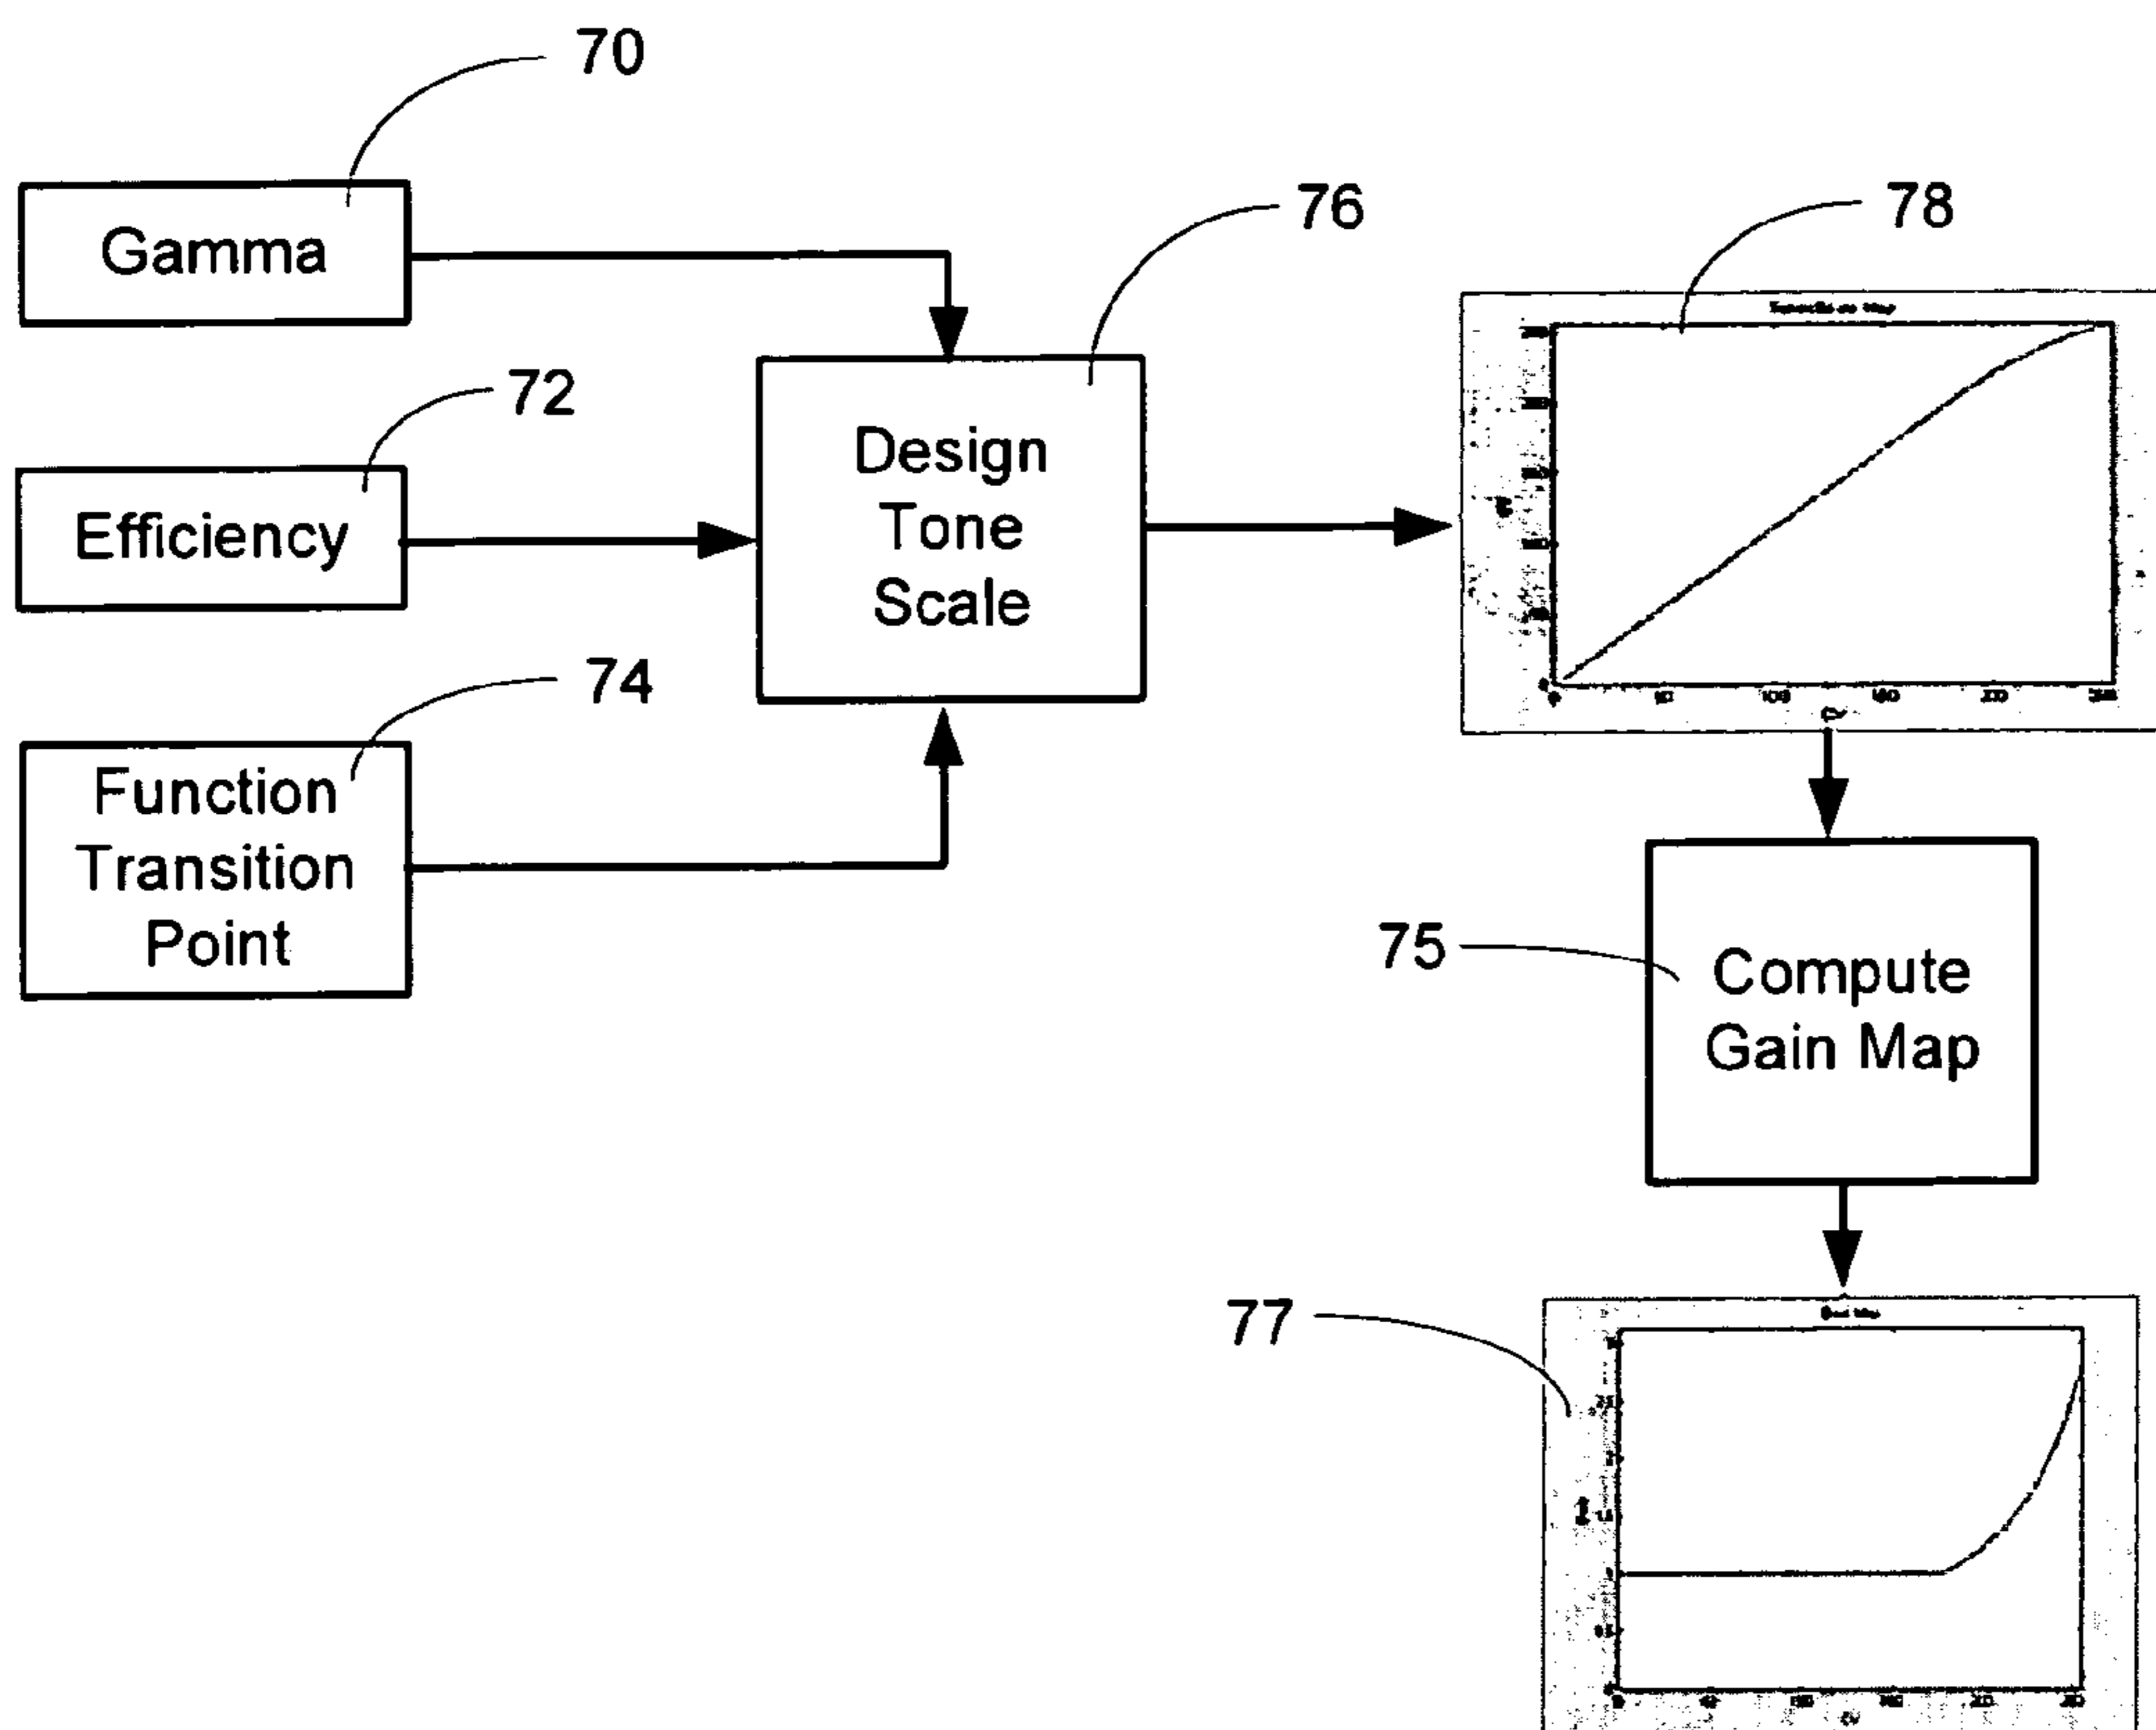 70
Gamma
76
78
72
Efficiency
Design
Tone
Scale
74
Function
Transition
Point
75
Compute
Gain Map
77